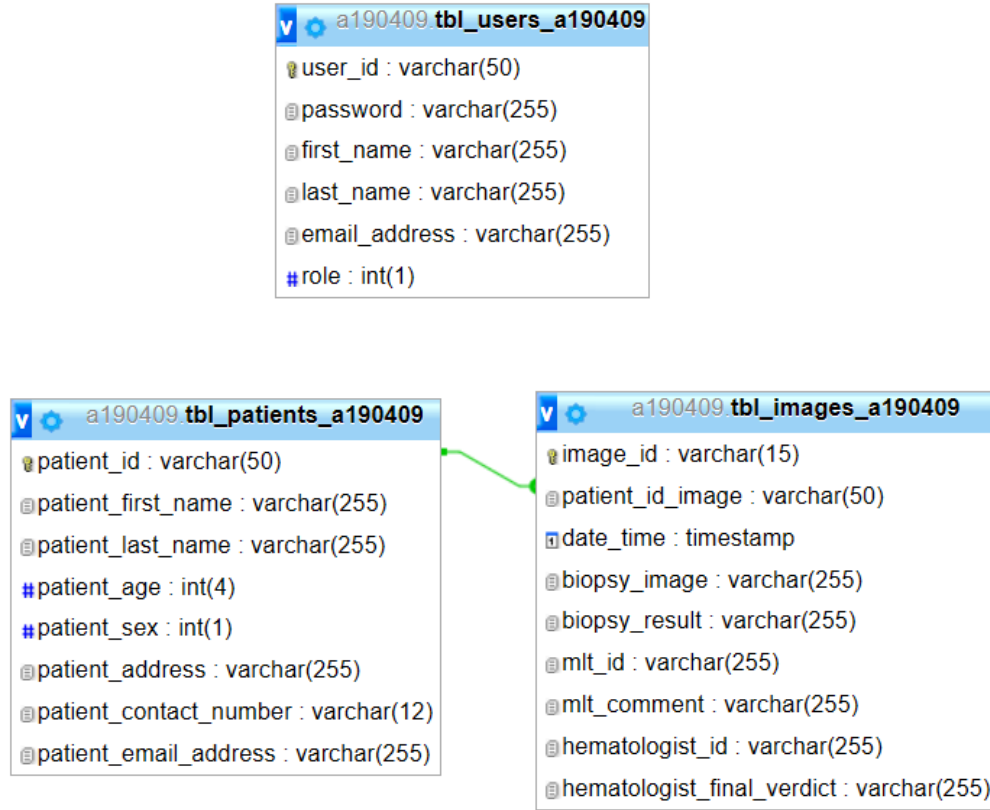 v a190409.tbl_users_a190409
user_id : varchar(50)
password : varchar(255)
first_name : varchar(255)
last_name : varchar(255)
email_address : varchar(255)
# role : int(1)
v a190409.tbl_patients_a190409
patient_id : varchar(50)
patient_first_name : varchar(255)
patient_last_name : varchar(255)
# patient_age : int(4)
# patient_sex : int(1)
patient_address : varchar(255)
patient_contact_number : varchar(12)
patient_email_address : varchar(255)
v a190409.tbl_images_a190409
image_id : varchar(15)
patient_id_image : varchar(50)
date_time : timestamp
biopsy_image : varchar(255)
biopsy_result : varchar(255)
mlt_id : varchar(255)
mlt_comment : varchar(255)
hematologist_id : varchar(255)
hematologist_final_verdict : varchar(255)